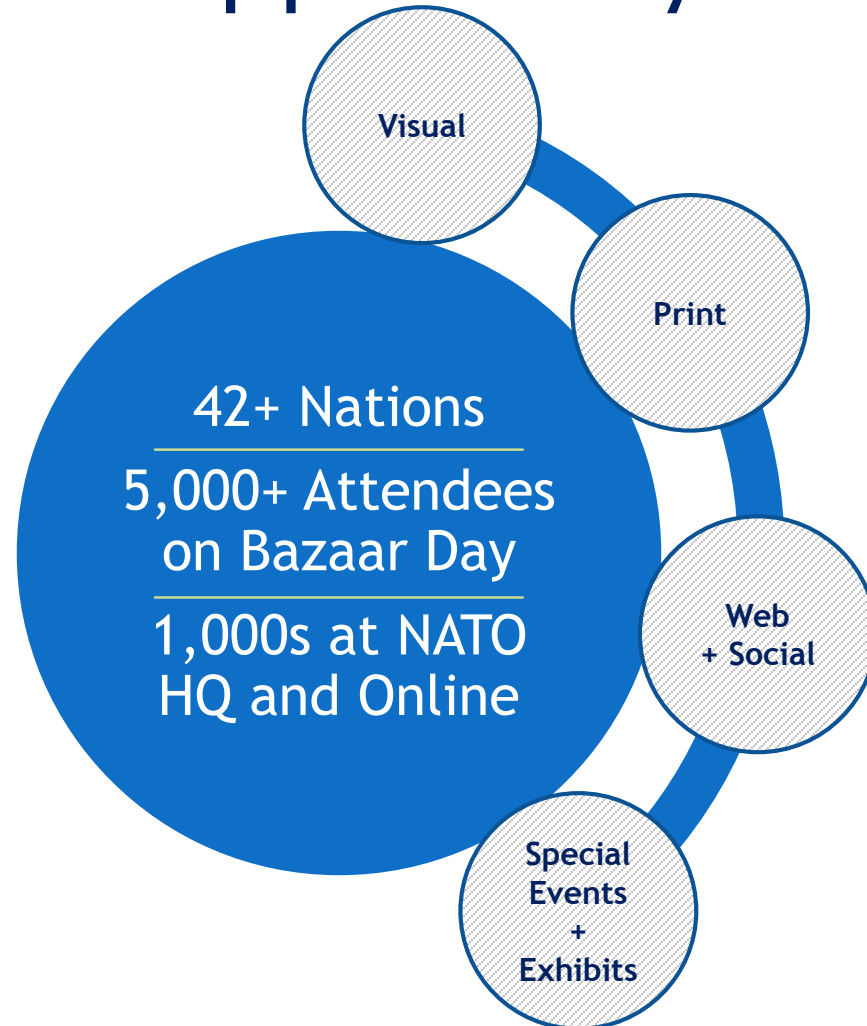 Visual
Print
42+ Nations
5,000+ Attendees
on Bazaar Day
1,000s at NATO
HQ and Online
Web
+ Social
Special
Events
+
Exhibits